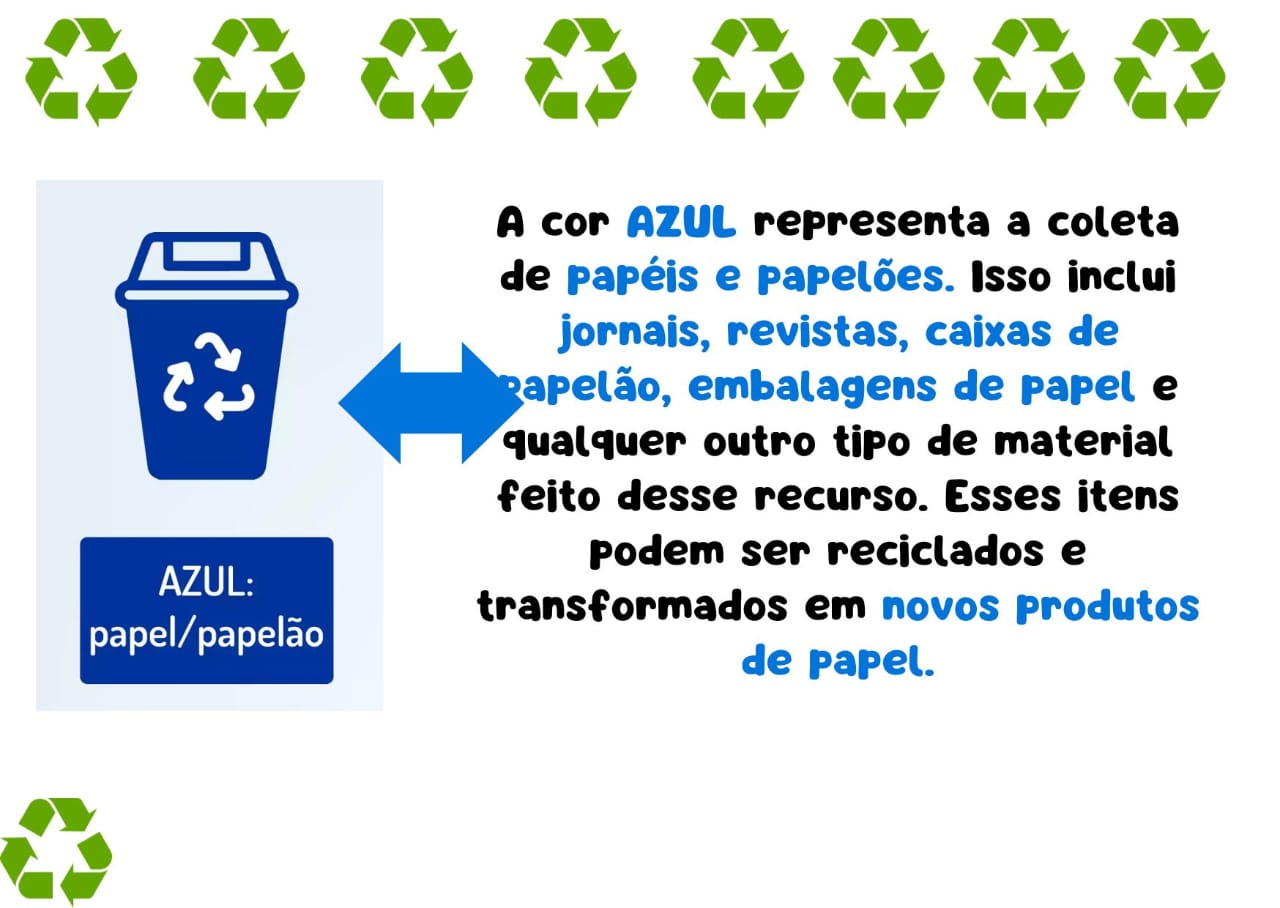 A cor AZUL representa a coleta
de papéis e papelões. Isso inclui
jornais, revistas, caixas de
papelão, embalagens de papel e
qualquer outro tipo de material
feito desse recurso. Esses itens
podem ser reciclados e
transformados em novos produtos
de papel.
AZUL:
papel/papelão